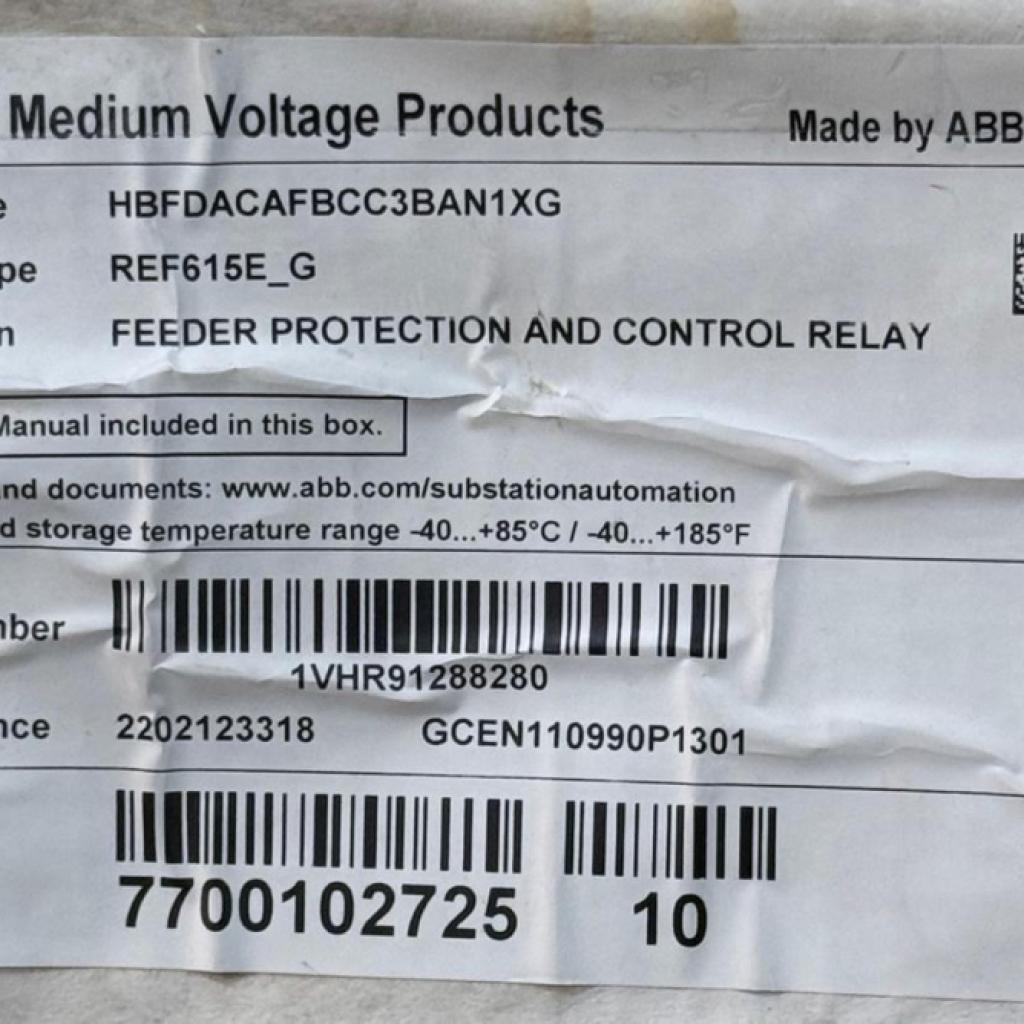 Medium Voltage Products Made by ABB
e HBFDACAFBCC3BAN1XG
pe REF615E_G
n FEEDER PROTECTION AND CONTROL RELAY
Manual included in this box.
nd documents: www.abb.com/substationautomation
d storage temperature range -40...+85°C / -40...+185°F
nber
1VHR91288280
nce 2202123318 GCEN110990P1301
7700102725 10